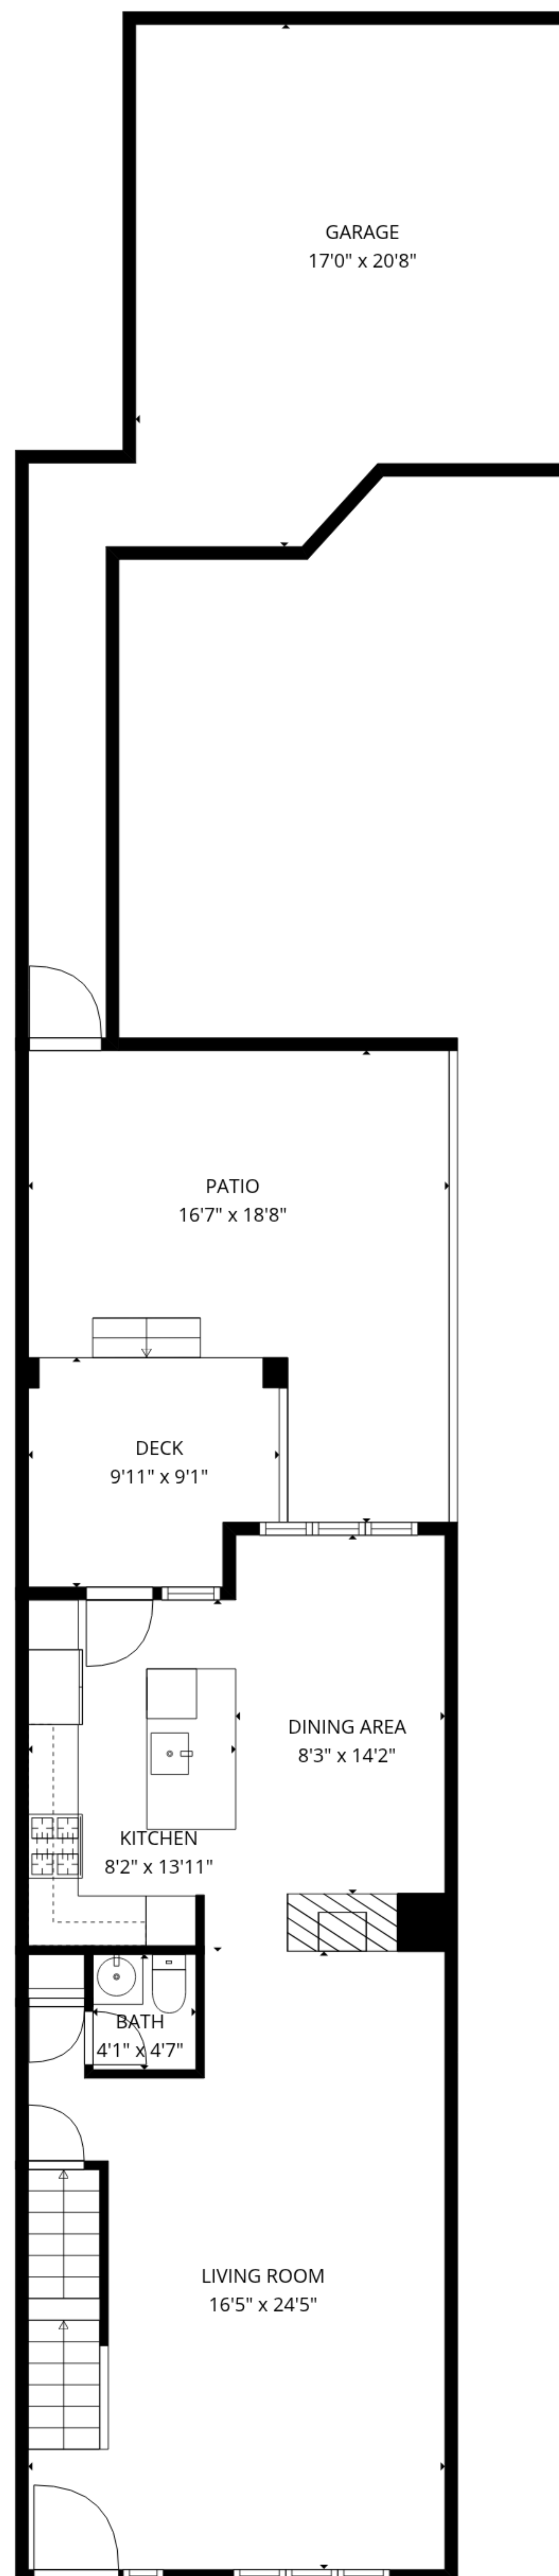 GARAGE
17'0" x 20'8"
PATIO
16'7" x 18'8"
DECK
9'11" x 9'1"
DINING AREA
8'3" x 14'2"
KITCHEN
8'2" x 13'11"
BATH
4'1" x 4'7"
LIVING ROOM
16'5" x 24'5"